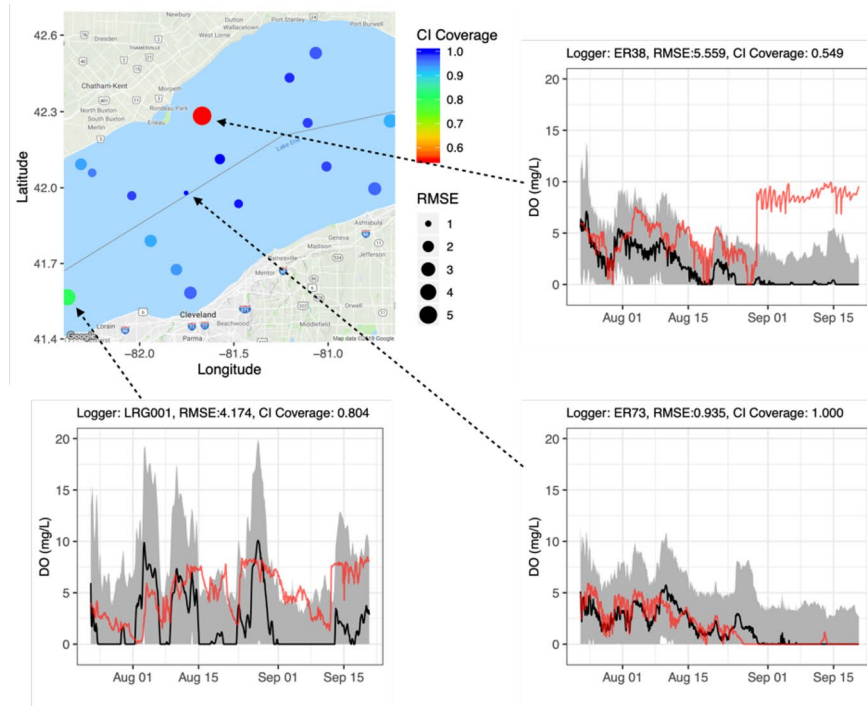 42.6
42.3
42.0
41.7
41.4
Latitude
−82.0
−81.5
−81.0
Longitude
Newbury
Dutton
Port Stanley
Port Burwell
Dresden
West Lorne
THAMESVILLE
Chatham-Kent
Morpeth
Rondeau Park
North Buxton
South Buxton
Merlin
Erieau
Ashtabula
Geneva
Madison
Jefferson
Painesville
Mentor
Orwell
Chardon
Cleveland
Beachwood
Middlefield
Lorain
Parma
Google
Map data ©2019 Google
CI Coverage
1.0
0.9
0.8
0.7
0.6
RMSE
1
2
3
4
5
Logger: ER38, RMSE:5.559, CI Coverage: 0.549
20
15
10
5
0
DO (mg/L)
Aug 01
Aug 15
Sep 01
Sep 15
Logger: LRG001, RMSE:4.174, CI Coverage: 0.804
20
15
10
5
0
DO (mg/L)
Aug 01
Aug 15
Sep 01
Sep 15
Logger: ER73, RMSE:0.935, CI Coverage: 1.000
20
15
10
5
0
DO (mg/L)
Aug 01
Aug 15
Sep 01
Sep 15